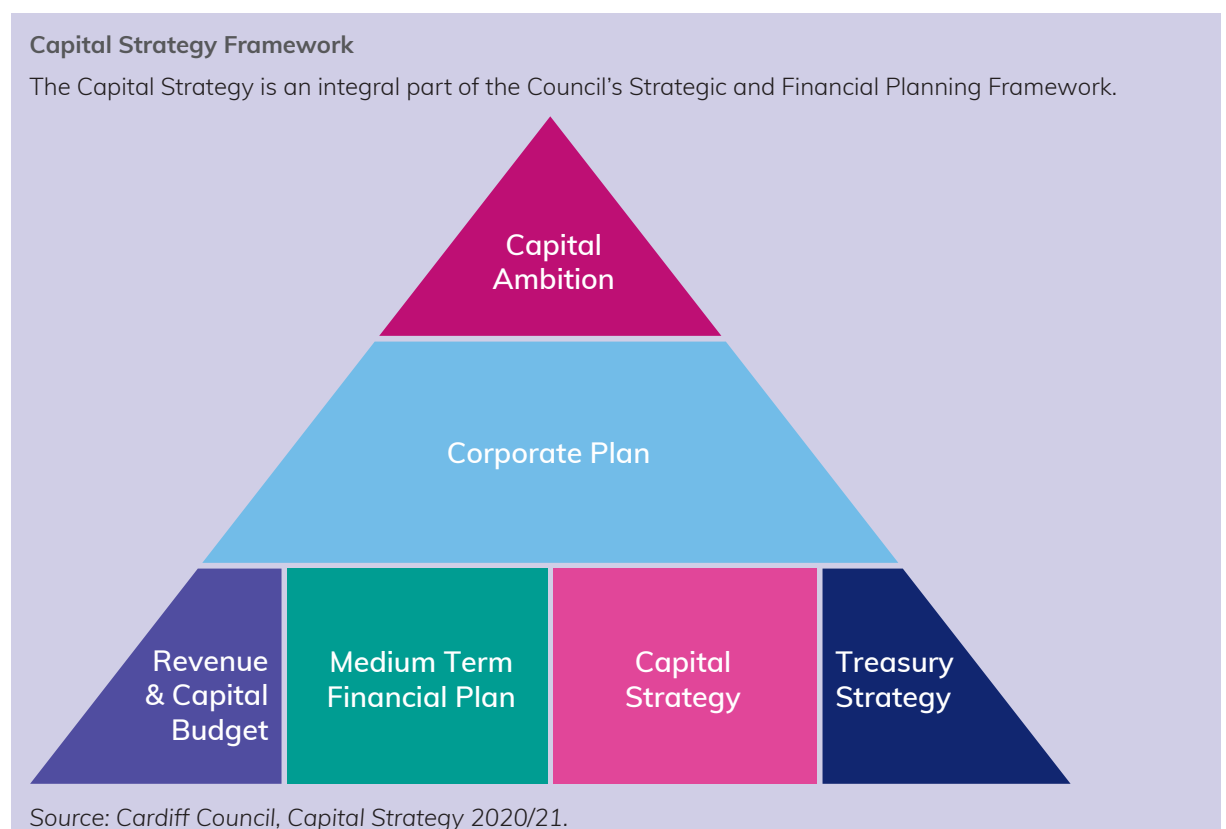 Capital Strategy Framework
The Capital Strategy is an integral part of the Council’s Strategic and Financial Planning Framework.
Capital
Ambition
Corporate Plan
Revenue
& Capital
Budget
Medium Term
Financial Plan
Capital
Strategy
Treasury
Strategy
Source: Cardiff Council, Capital Strategy 2020/21.